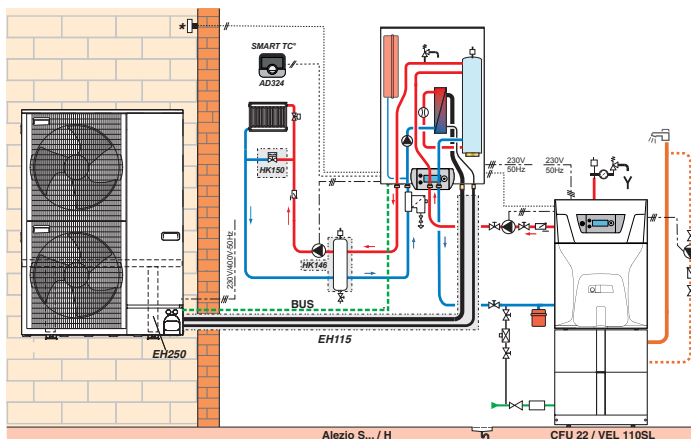 *
SMART TC°
AD324
HK150
HK146
230V/400V-50Hz
BUS
EH115
EH250
230V
50Hz
230V
50Hz
Y
Alezio S... / H
CFU 22 / VEL 110SL